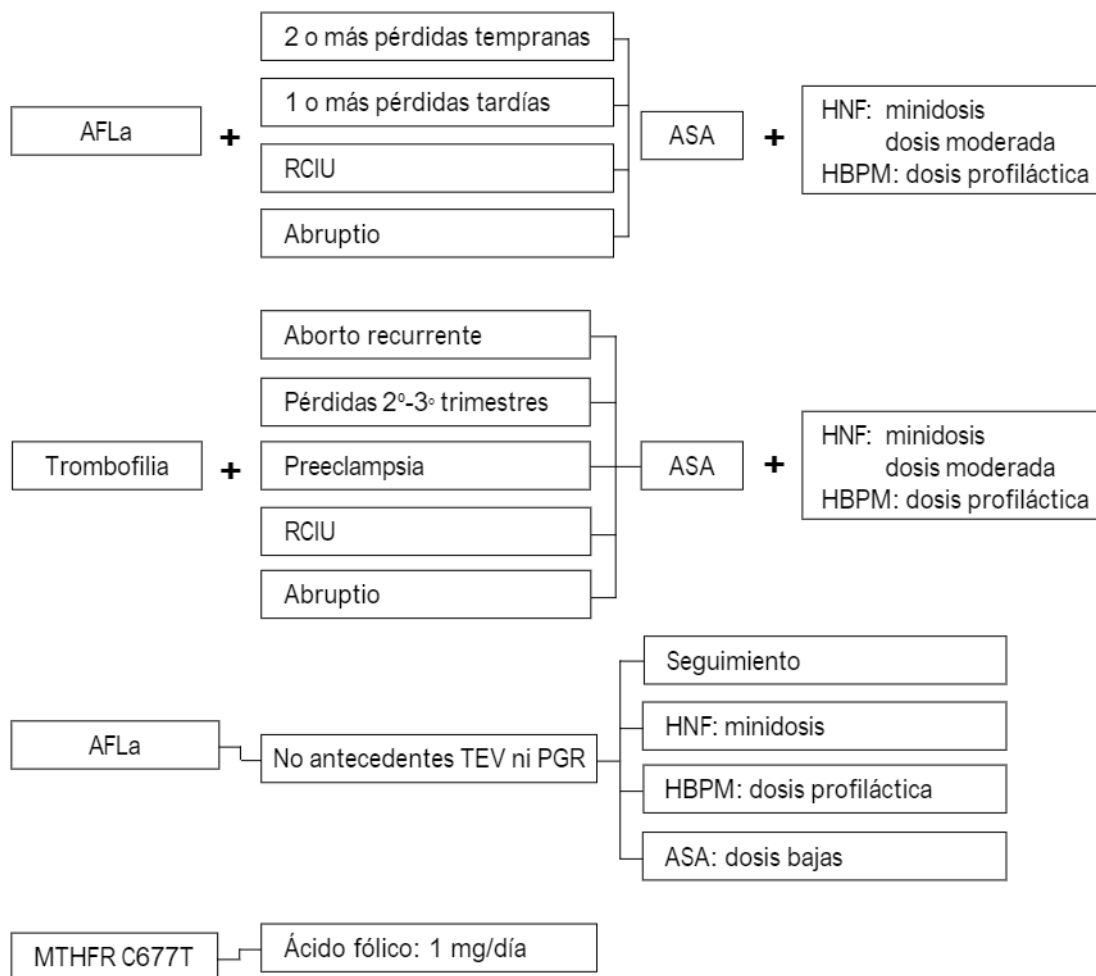 2 o más pérdidas tempranas
1 o más pérdidas tardías
AFLa
+
RCIU
Abruptio
ASA
+
HNF: minidosis
dosis moderada
HBPM: dosis profiláctica
Aborto recurrente
Pérdidas 2º-3º trimestres
Trombofilia
+
Preeclampsia
RCIU
Abruptio
ASA
+
HNF: minidosis
dosis moderada
HBPM: dosis profiláctica
AFLa
No antecedentes TEV ni PGR
Seguimiento
HNF: minidosis
HBPM: dosis profiláctica
ASA: dosis bajas
MTHFR C677T
Ácido fólico: 1 mg/día